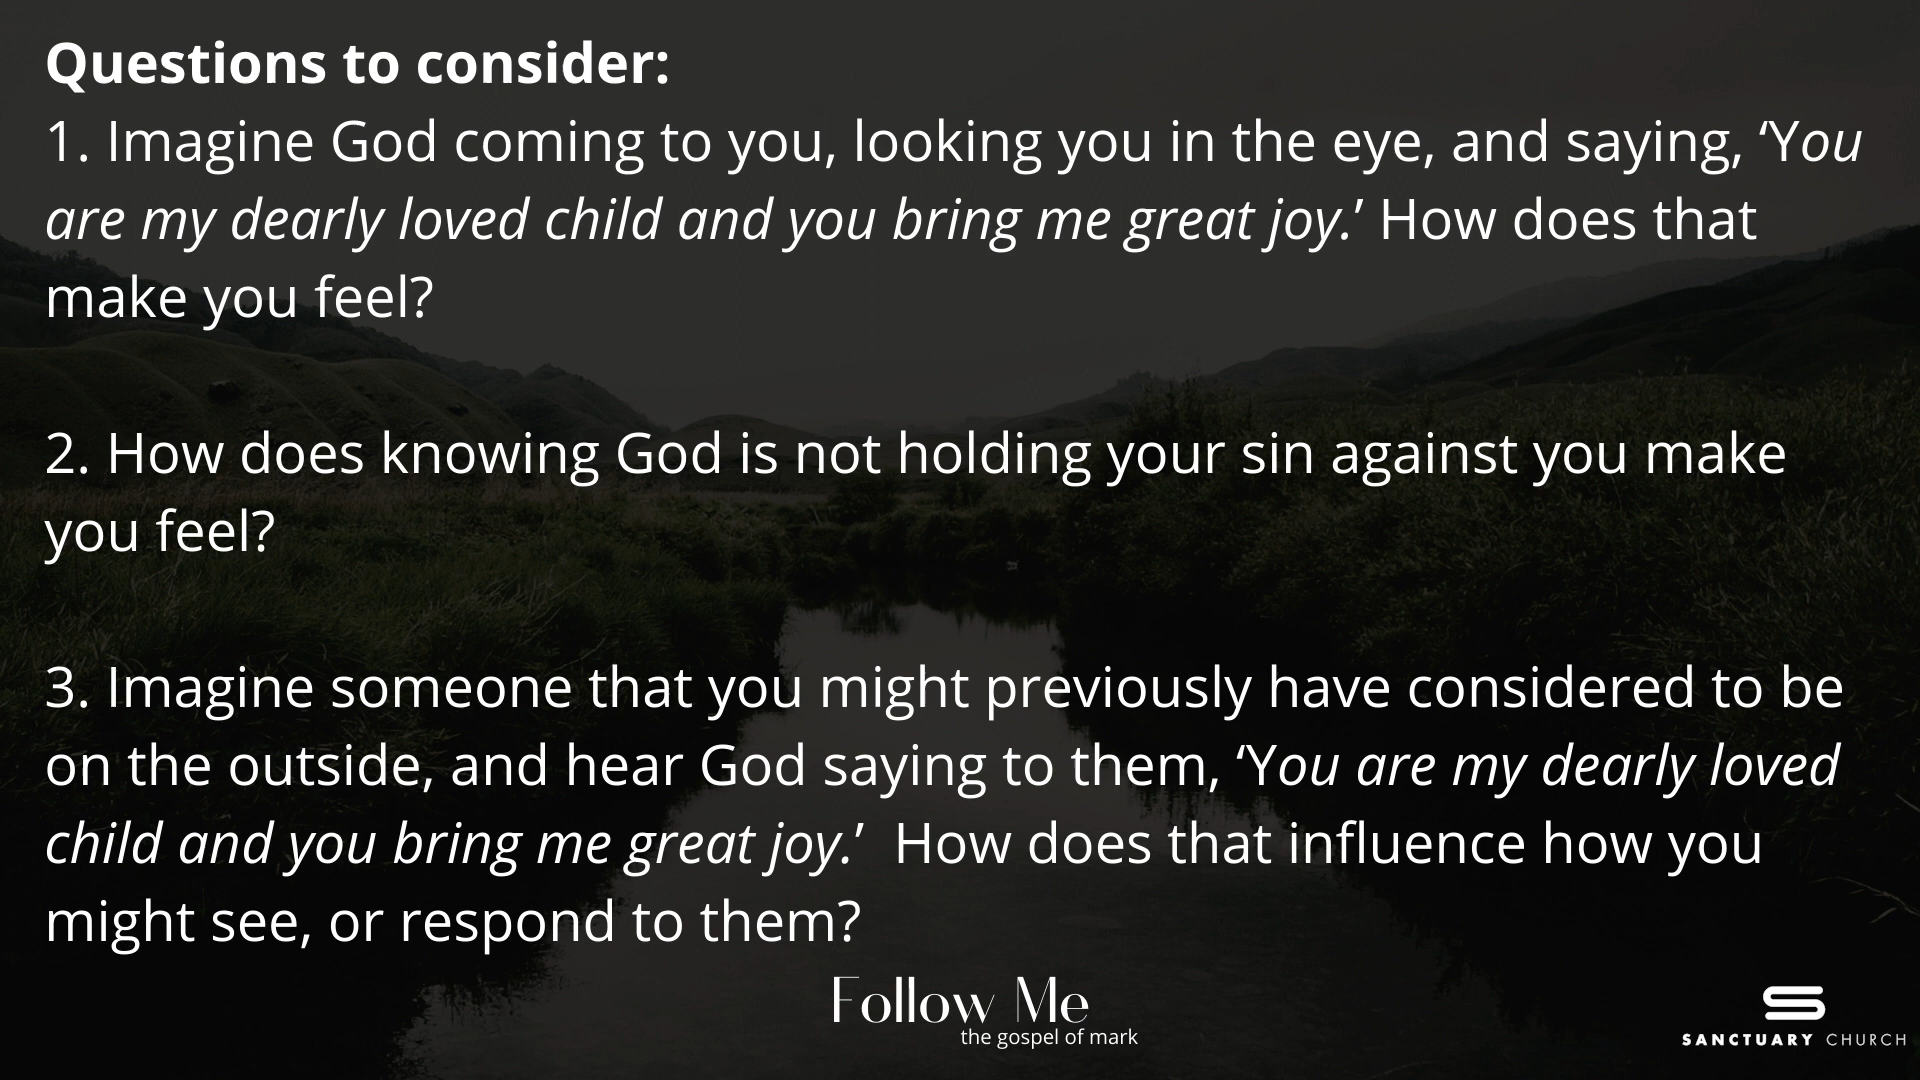 Questions to consider:
1. Imagine God coming to you, looking you in the eye, and saying, ‘You
are my dearly loved child and you bring me great joy.’ How does that
make you feel?
2. How does knowing God is not holding your sin against you make
you feel?
3. Imagine someone that you might previously have considered to be
on the outside, and hear God saying to them, ‘You are my dearly loved
child and you bring me great joy.’  How does that influence how you
might see, or respond to them?
Follow Me
the gospel of mark
SANCTUARY CHURCH